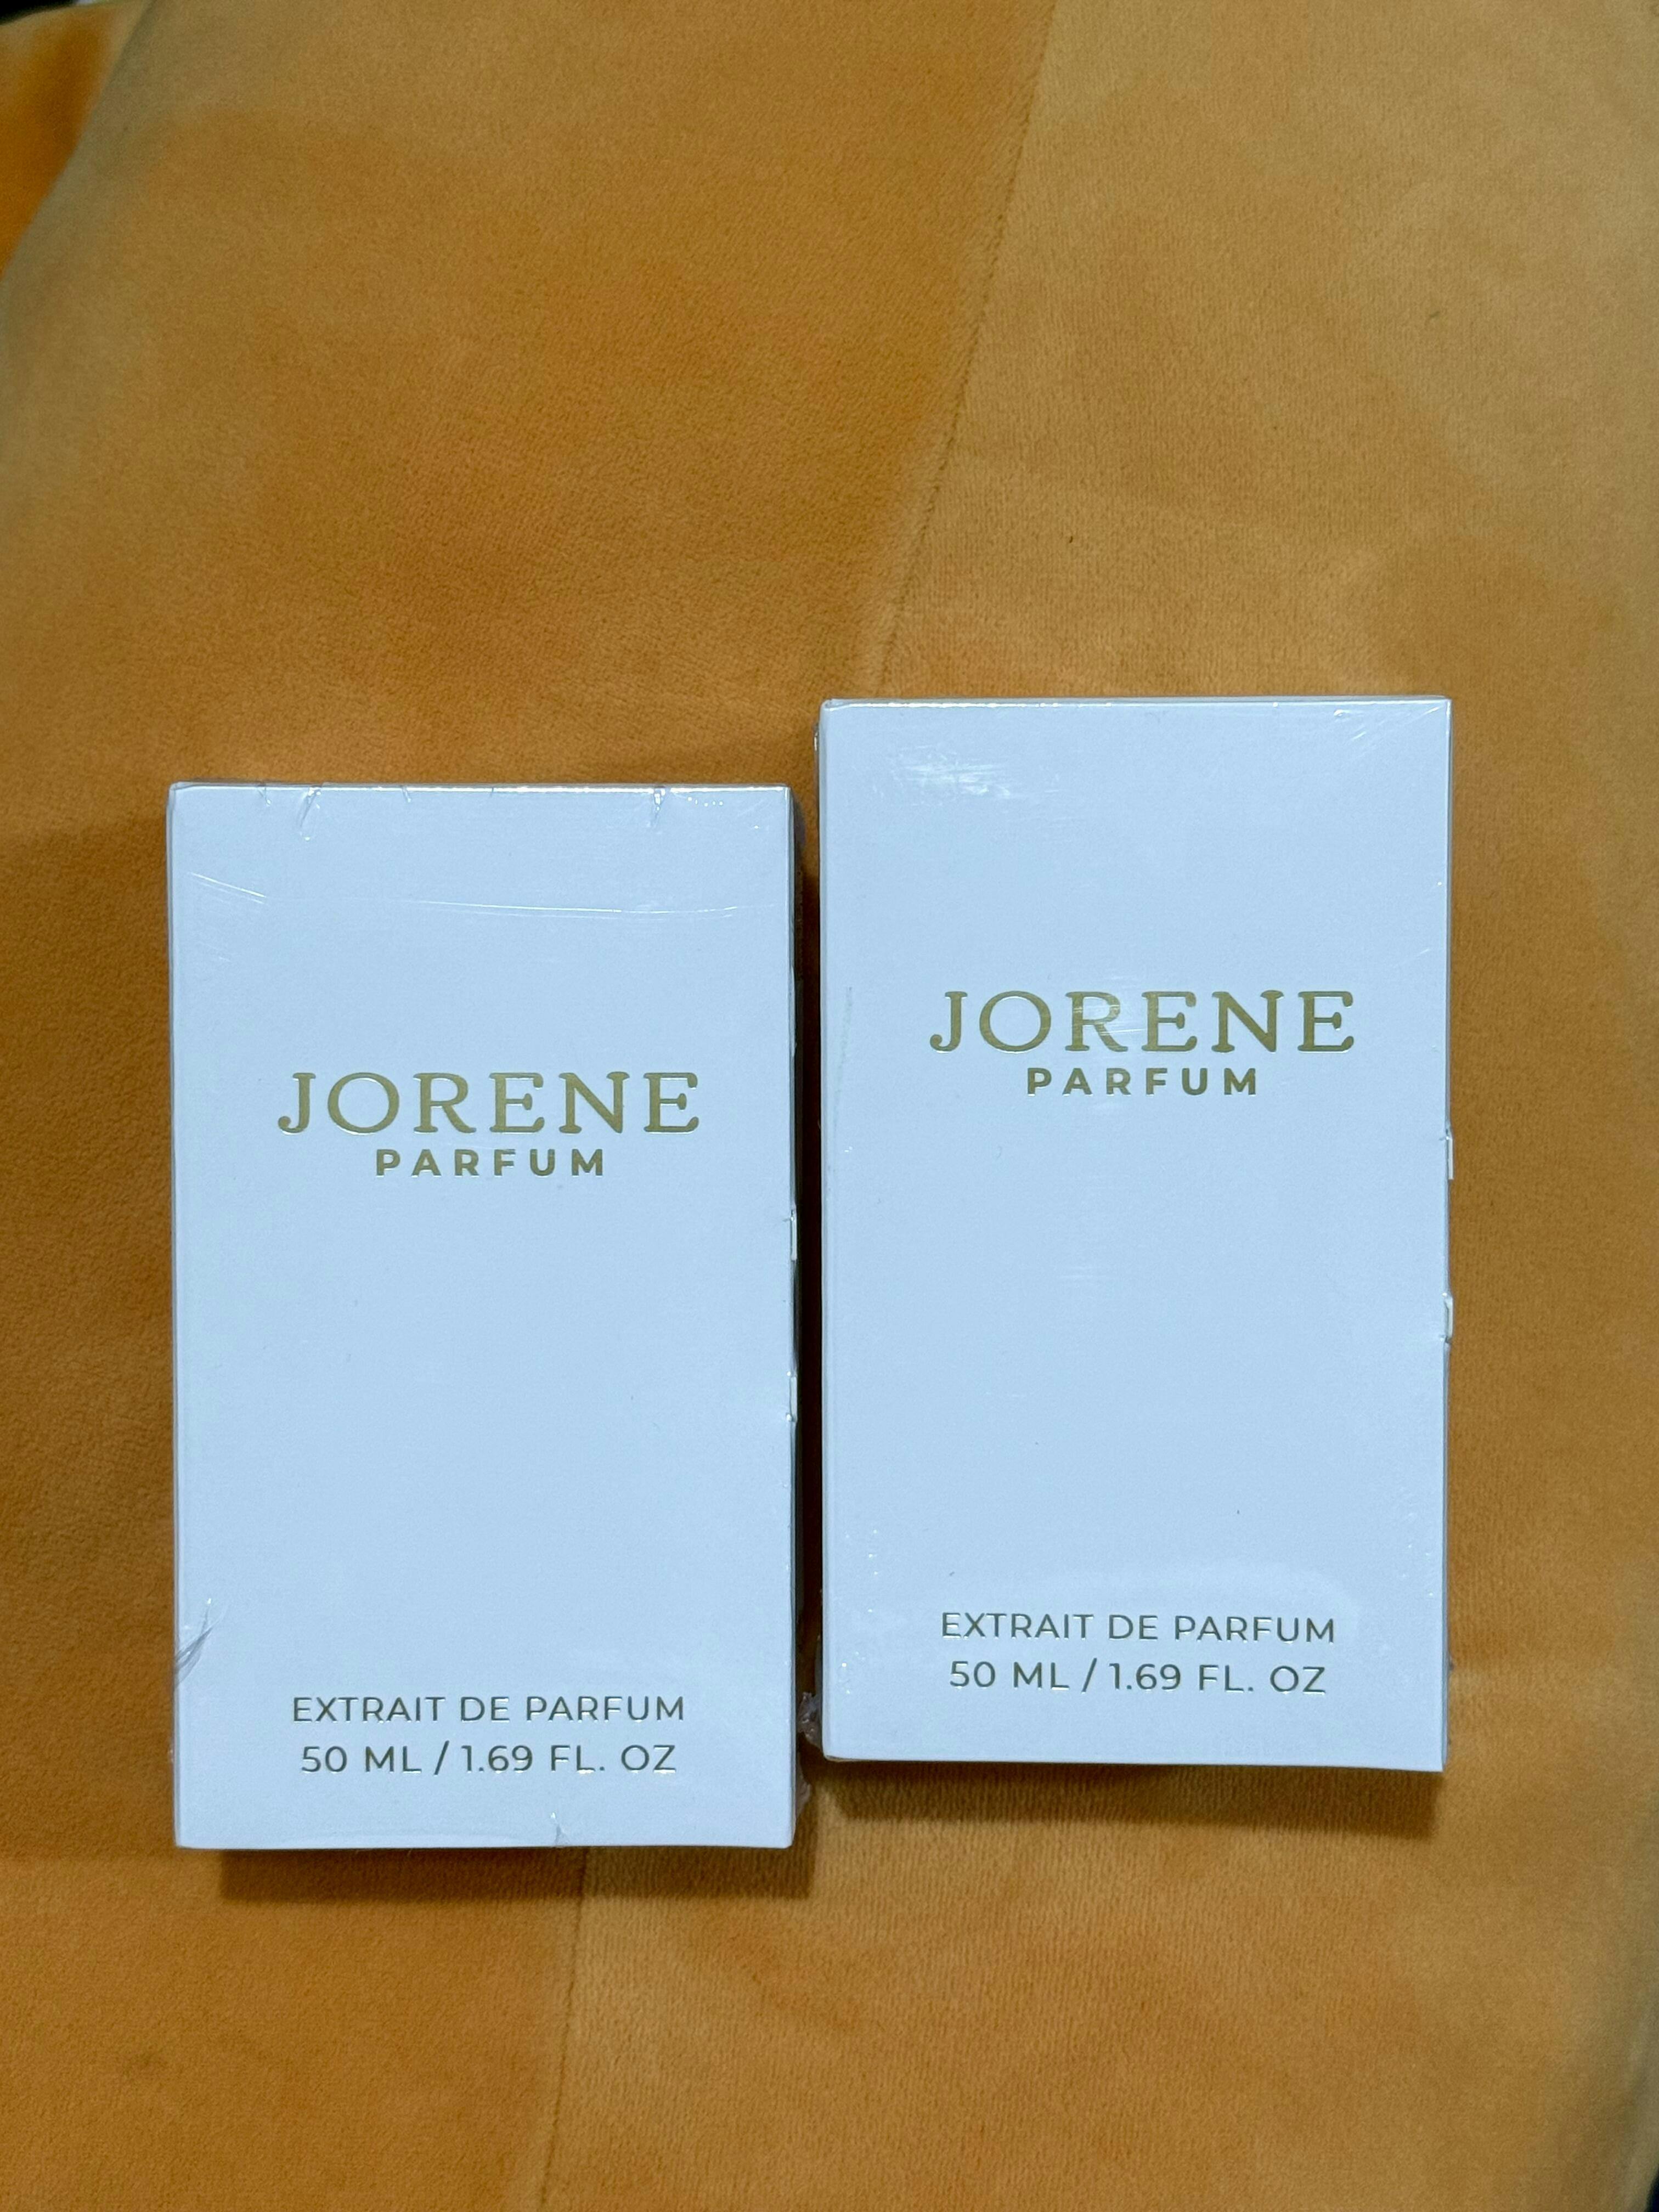 JORENE
PARFUM
EXTRAIT DE PARFUM
50 ML / 1.69 FL. OZ
JORENE
PARFUM
EXTRAIT DE PARFUM
50 ML / 1.69 FL. OZ